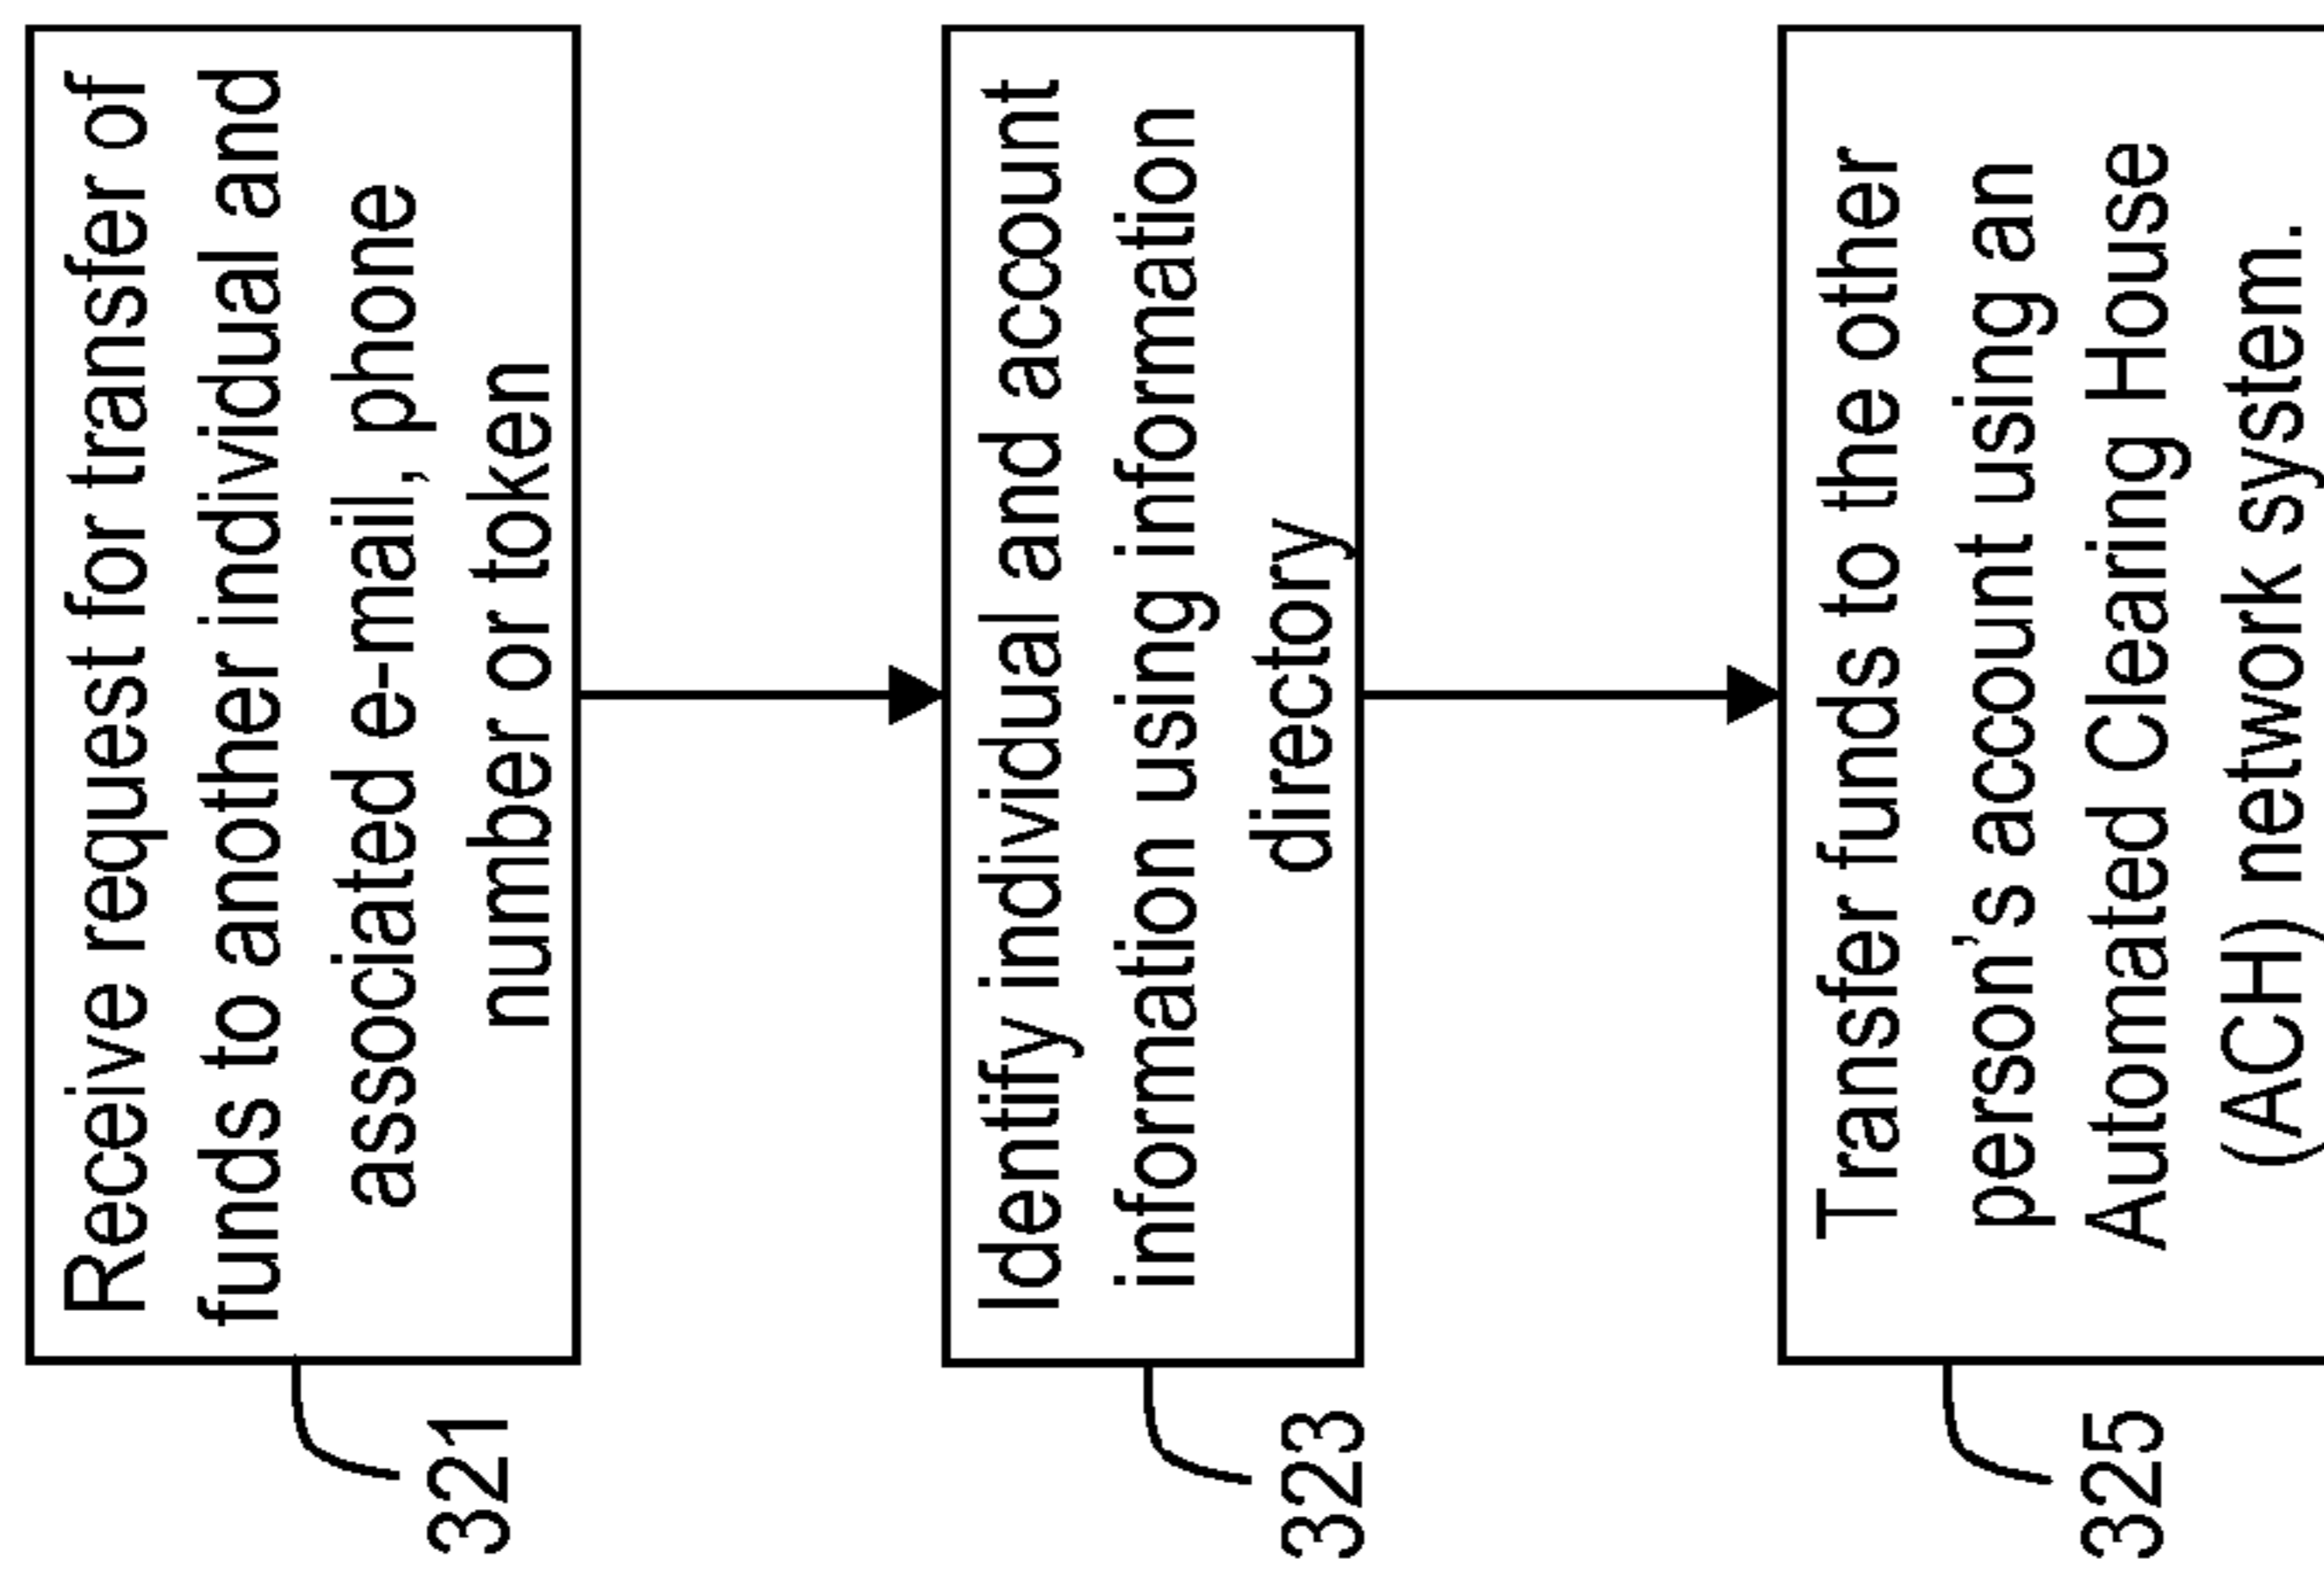 Receive request for transfer of
funds to another individual and
associated e-mail, phone
number or token
321
Identify individual and account
information using information
directory
323
Transfer funds to the other
person's account using an
Automated Clearing House
(ACH) network system.
325